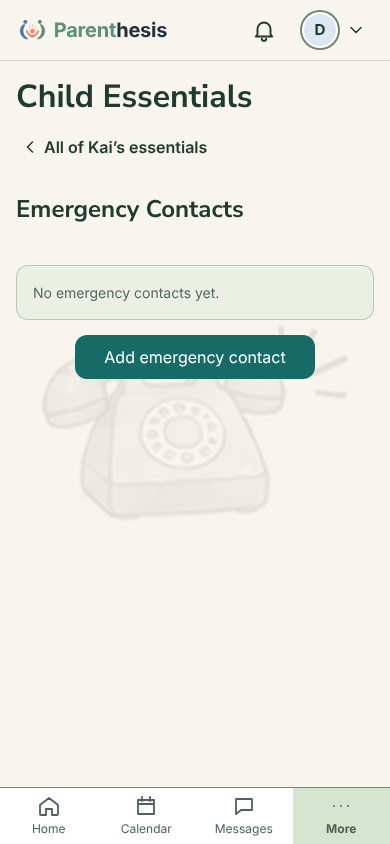 Parenthesis
D
Child Essentials
All of Kai’s essentials
Emergency Contacts
No emergency contacts yet.
Add emergency contact
Home
Calendar
Messages
More